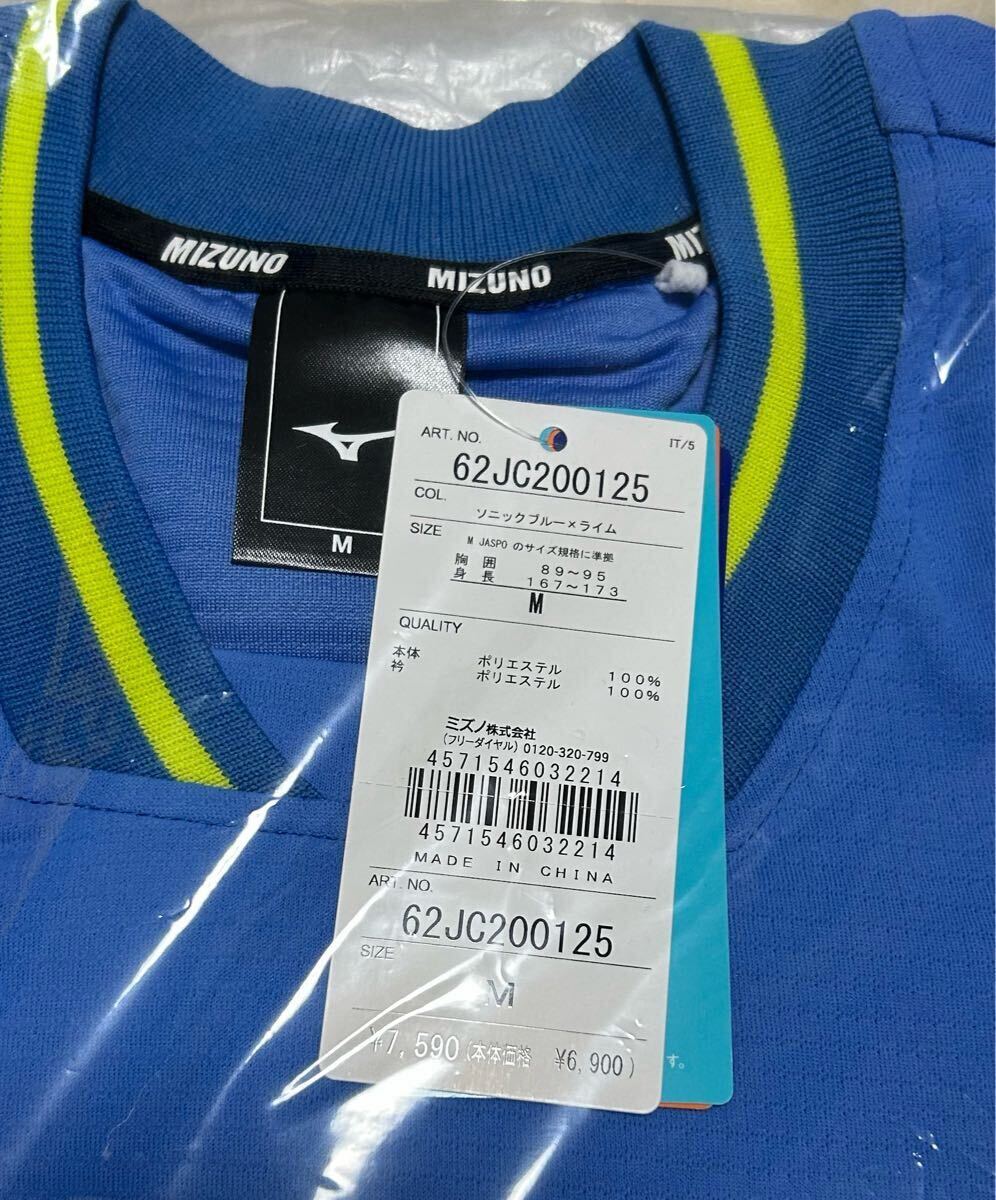 MIZUNO
MIZUNO
MI
M
ART. NO.
IT/5
62JC200125
COL.
ソニックブルー×ライム
SIZE
M JASPO のサイズ規格に準拠
胸囲 89～95
身長 167～173
M
QUALITY
本体 ポリエステル 100%
衿 ポリエステル 100%
ミズノ株式会社
(フリーダイヤル) 0120-320-799
4571546032214
4571546032214
MADE IN CHINA
ART. NO.
62JC200125
SIZE
M
¥7,590 (本体価格 ¥6,900)
す。